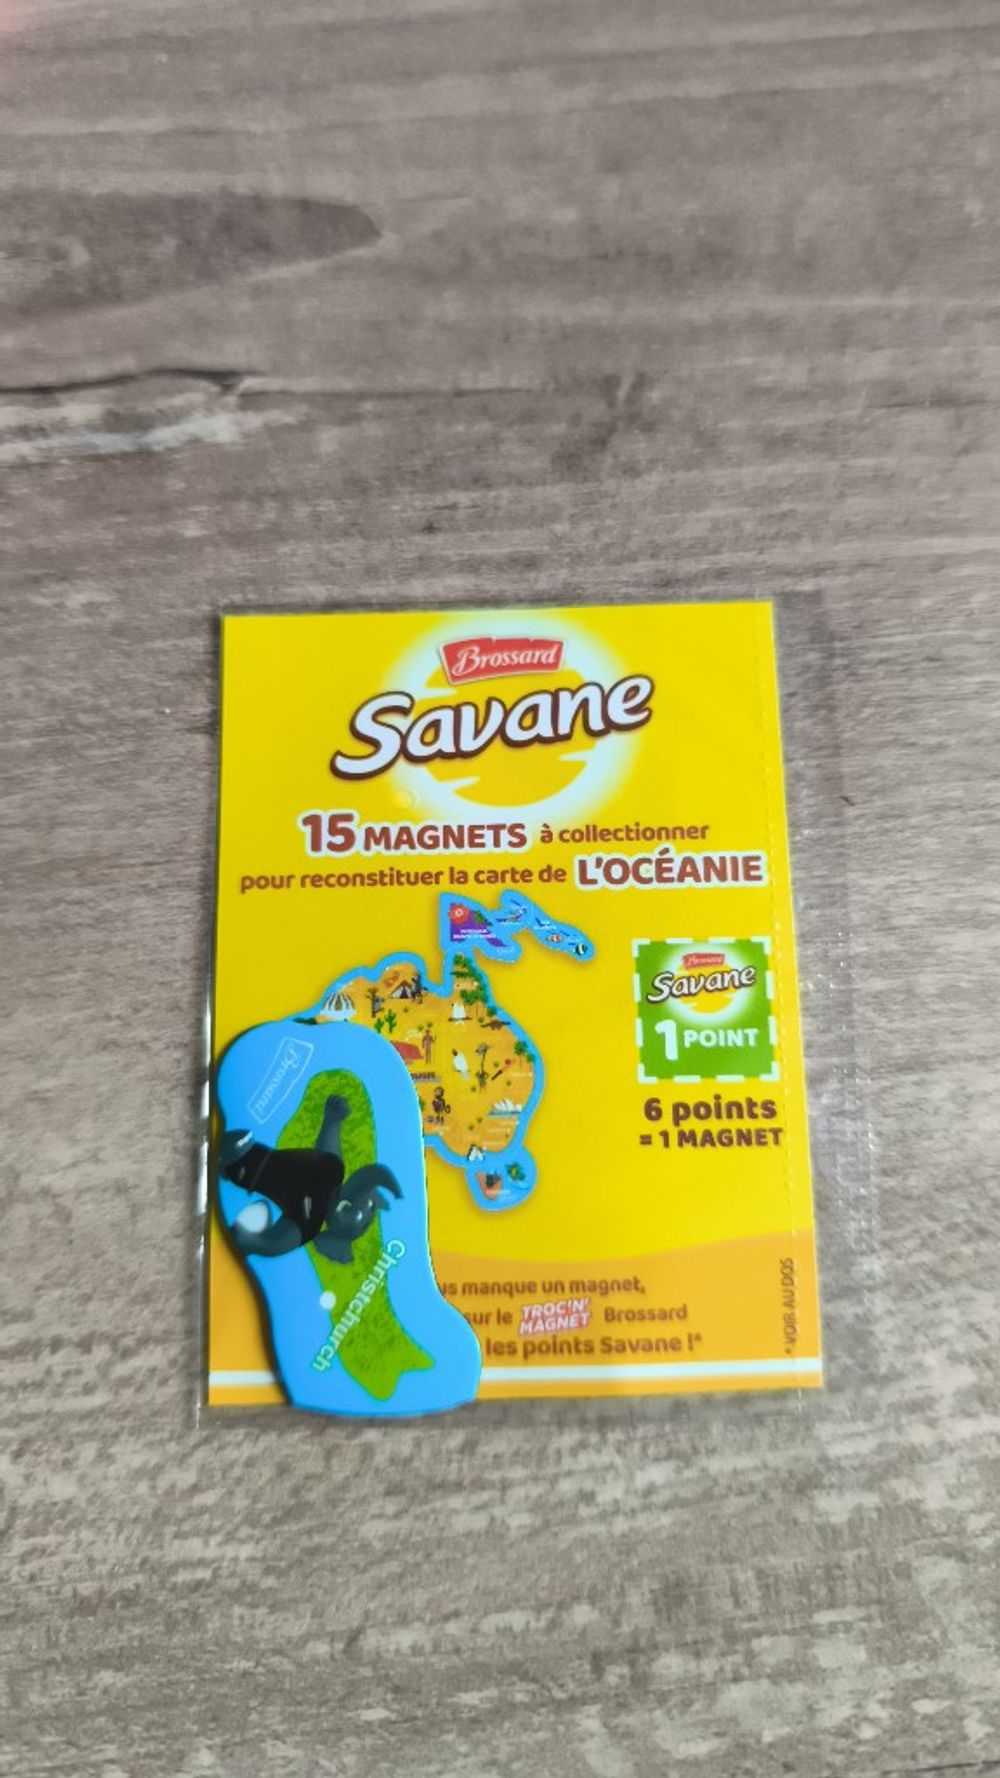 Brossard
Savane
15 MAGNETS à collectionner
pour reconstituer la carte de L'OCÉANIE
Brossard
Savane
1 POINT
6 points
= 1 MAGNET
Brossard
Christchurch
us manque un magnet,
sur le TROC'N' MAGNET Brossard
les points Savane !*
* VOIR AU DOS